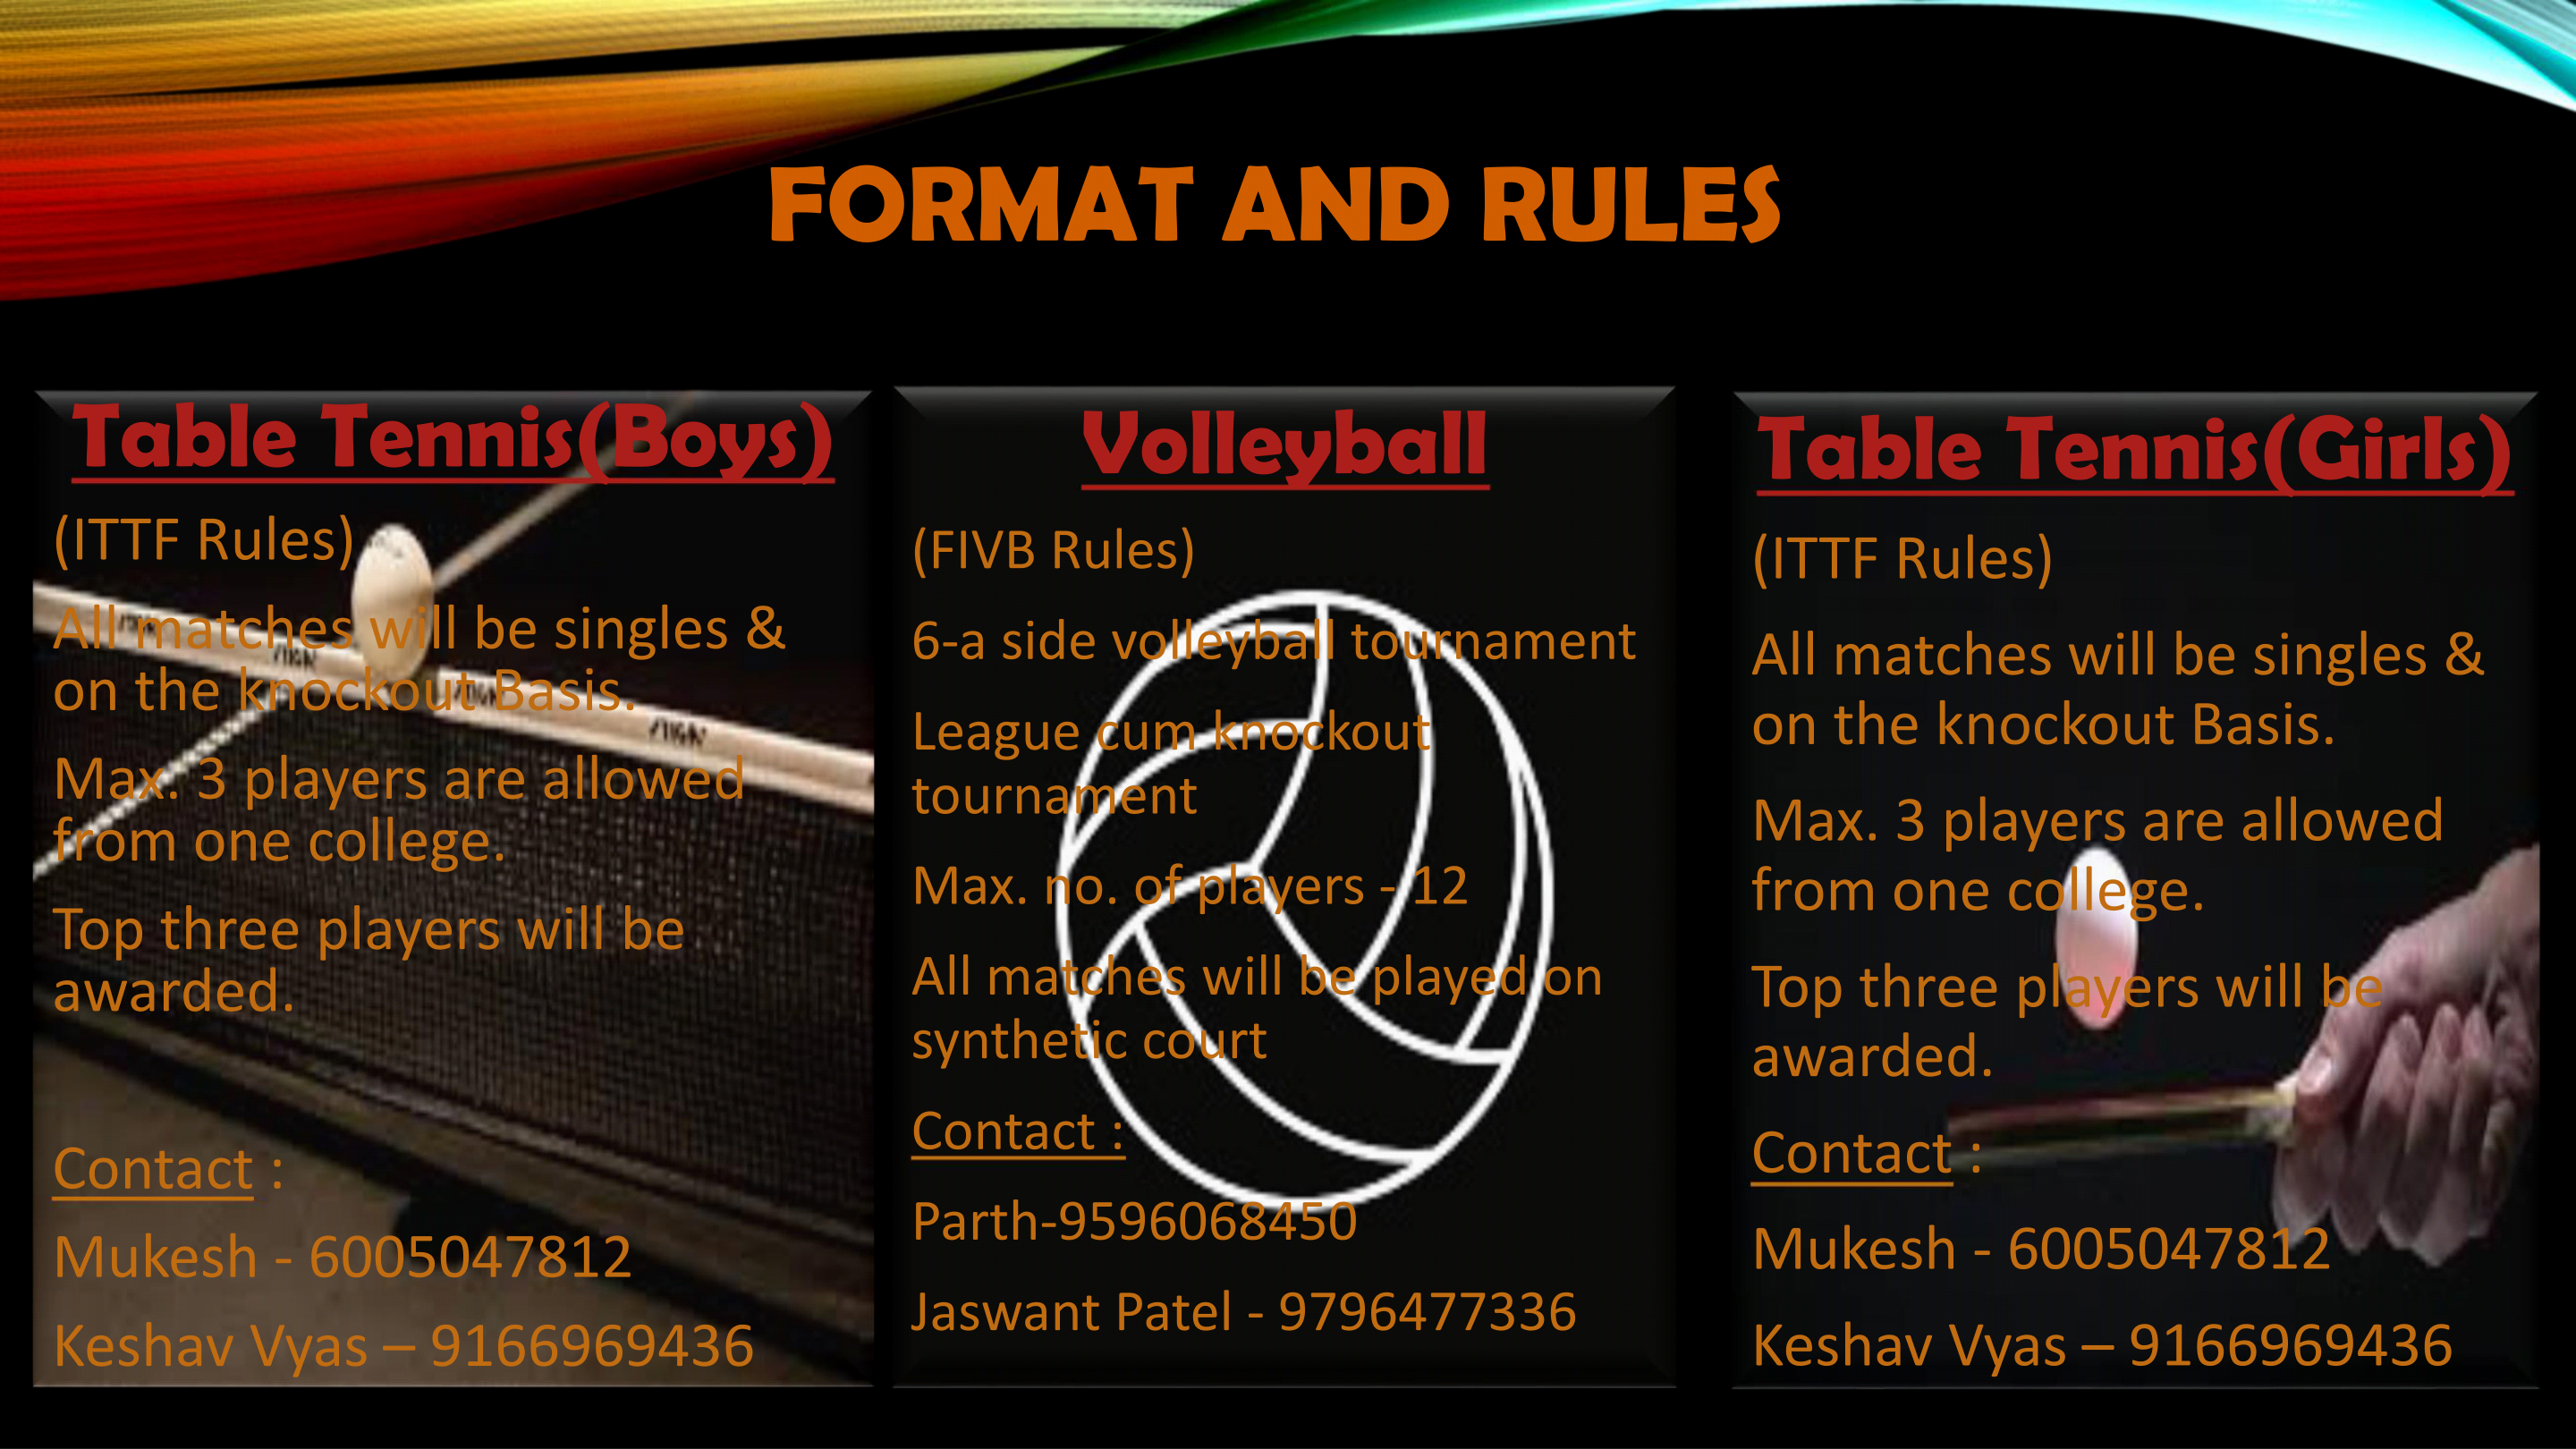 FORMAT AND RULES
Table Tennis(Boys)
(ITTF Rules)
All matches will be singles &
on the knockout Basis.
Max. 3 players are allowed
from one college.
Top three players will be
awarded.
Contact :
Mukesh - 6005047812
Keshav Vyas – 9166969436
Volleyball
(FIVB Rules)
6-a side volleyball tournament
League cum knockout
tournament
Max. no. of players - 12
All matches will be played on
synthetic court
Contact :
Parth-9596068450
Jaswant Patel - 9796477336
Table Tennis(Girls)
(ITTF Rules)
All matches will be singles &
on the knockout Basis.
Max. 3 players are allowed
from one college.
Top three players will be
awarded.
Contact :
Mukesh - 6005047812
Keshav Vyas – 9166969436